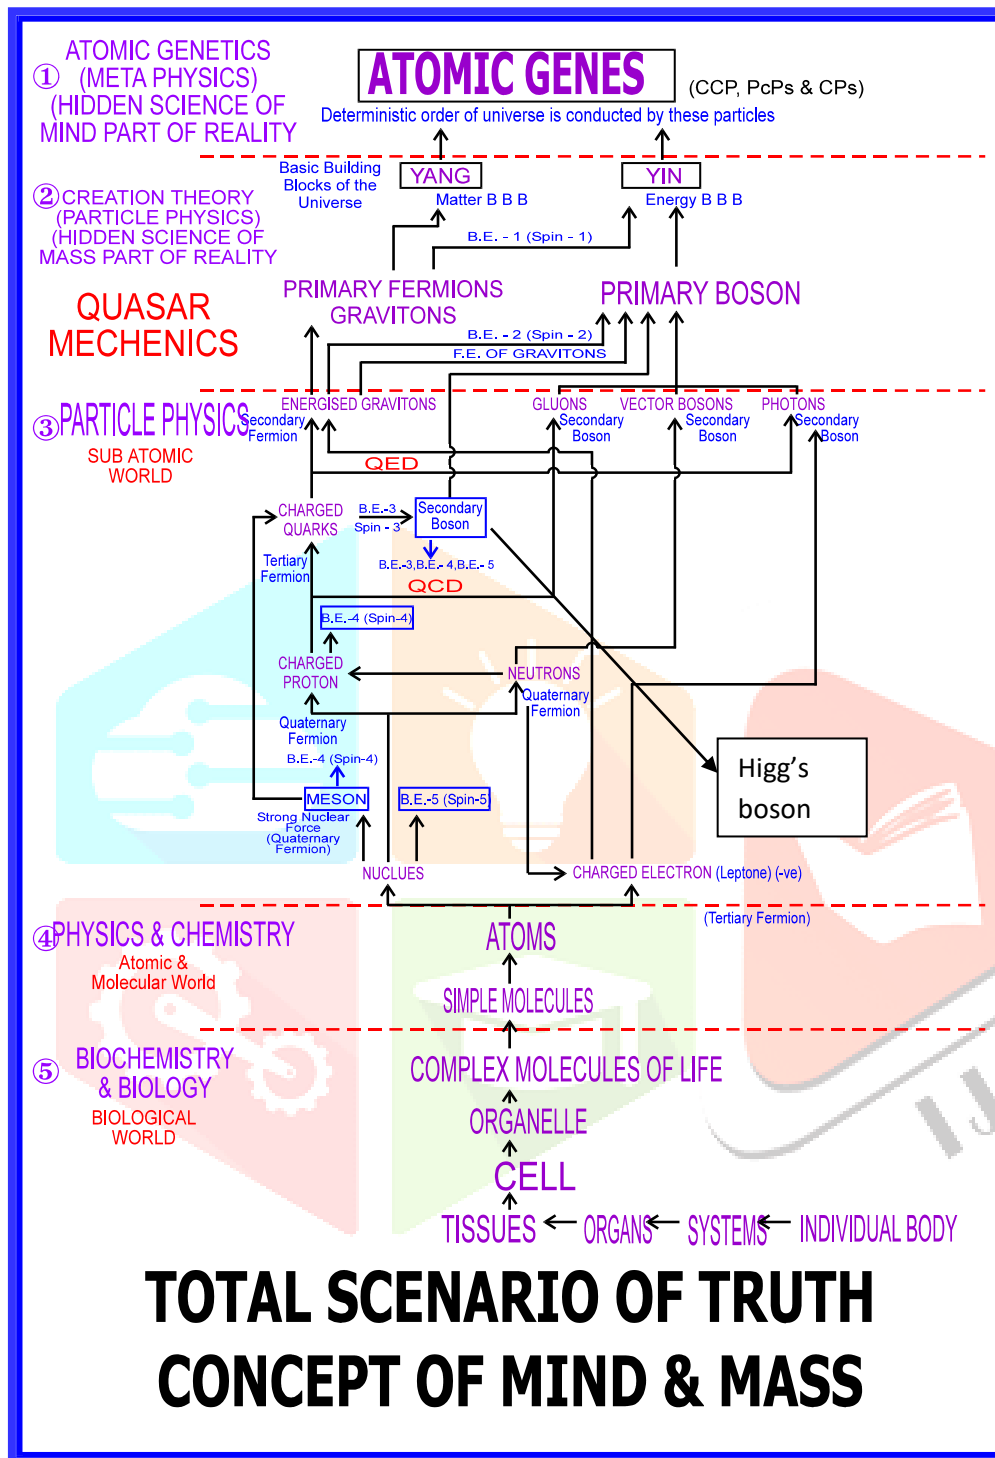 ATOMIC GENETICS
① (META PHYSICS)
(HIDDEN SCIENCE OF
MIND PART OF REALITY
ATOMIC GENES
(CCP, PcPs & CPs)
Deterministic order of universe is conducted by these particles
Basic Building
Blocks of the
Universe
YANG
YIN
Matter B B B
Energy B B B
② CREATION THEORY
(PARTICLE PHYSICS)
(HIDDEN SCIENCE OF
MASS PART OF REALITY
B.E. - 1 (Spin - 1)
PRIMARY FERMIONS
GRAVITONS
PRIMARY BOSON
QUASAR
MECHENICS
B.E. - 2 (Spin - 2)
F.E. OF GRAVITONS
③ PARTICLE PHYSICS
SUB ATOMIC
WORLD
ENERGISED GRAVITONS
Secondary
Fermion
GLUONS
Secondary
Boson
VECTOR BOSONS
Secondary
Boson
PHOTONS
Secondary
Boson
QED
CHARGED
QUARKS
B.E.-3
Spin - 3
Secondary
Boson
Tertiary
Fermion
B.E.-3,B.E.- 4,B.E.- 5
QCD
B.E.-4 (Spin-4)
CHARGED
PROTON
NEUTRONS
Quaternary
Fermion
Quaternary
Fermion
B.E.-4 (Spin-4)
MESON
B.E.-5 (Spin-5)
Strong Nuclear
Force
(Quaternary
Fermion)
Higg's
boson
NUCLUES
CHARGED ELECTRON (Leptone) (-ve)
(Tertiary Fermion)
④ PHYSICS & CHEMISTRY
Atomic &
Molecular World
ATOMS
SIMPLE MOLECULES
⑤ BIOCHEMISTRY
& BIOLOGY
BIOLOGICAL
WORLD
COMPLEX MOLECULES OF LIFE
ORGANELLE
CELL
TISSUES ORGANS SYSTEMS INDIVIDUAL BODY
IJ
TOTAL SCENARIO OF TRUTH
CONCEPT OF MIND & MASS